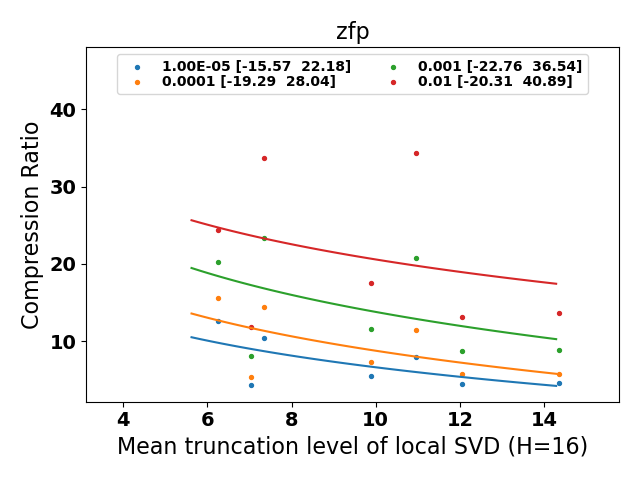 zfp
1.00E-05 [-15.57  22.18]
0.0001 [-19.29  28.04]
0.001 [-22.76  36.54]
0.01 [-20.31  40.89]
Compression Ratio
40
30
20
10
4 6 8 10 12 14
Mean truncation level of local SVD (H=16)